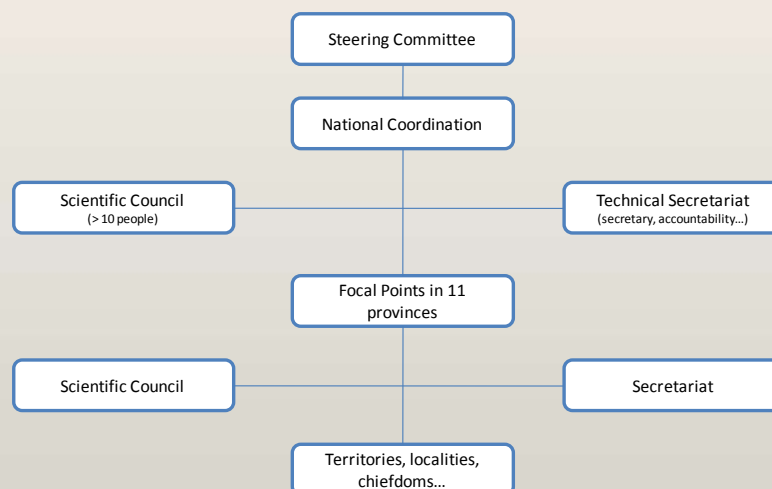 Steering Committee
National Coordination
Scientific Council
(> 10 people)
Technical Secretariat
(secretary, accountability...)
Focal Points in 11
provinces
Scientific Council
Secretariat
Territories, localities,
chiefdoms...